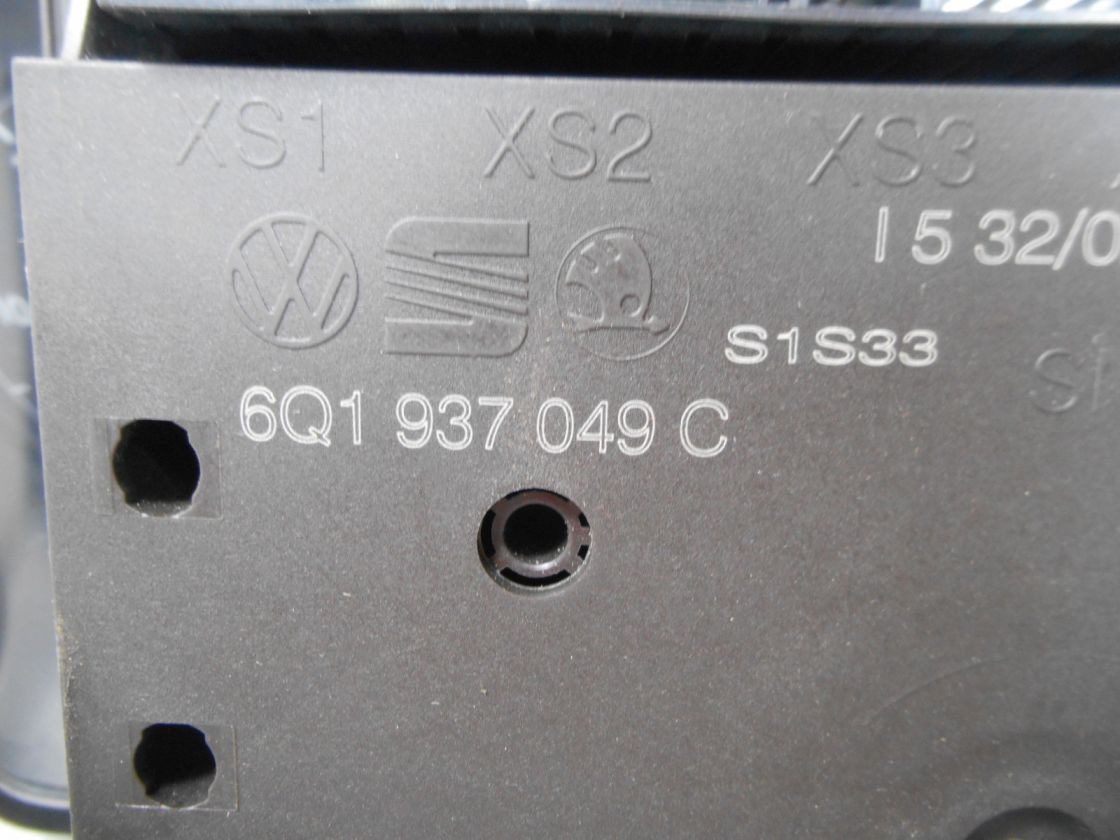 XS1 XS2 XS3
I 5 32/0
S1S33
6Q1 937 049 C